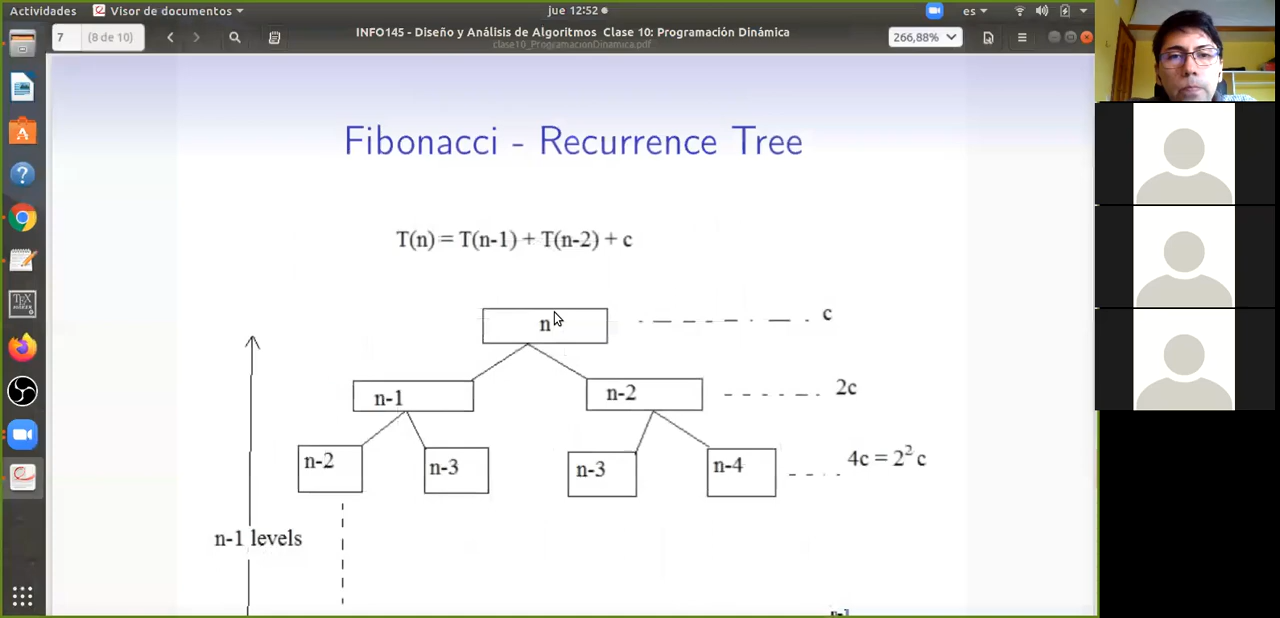 Actividades Visor de documentos jue 12:52 es
7 (8 de 10) INFO145 - Diseño y Análisis de Algoritmos Clase 10: Programación Dinámica 266,88%
clase10_ProgramacionDinamica.pdf
Fibonacci - Recurrence Tree
T(n) = T(n-1) + T(n-2) + c
n c
n-1 n-2 2c
n-2 n-3 n-3 n-4 4c = 2² c
n-1 levels